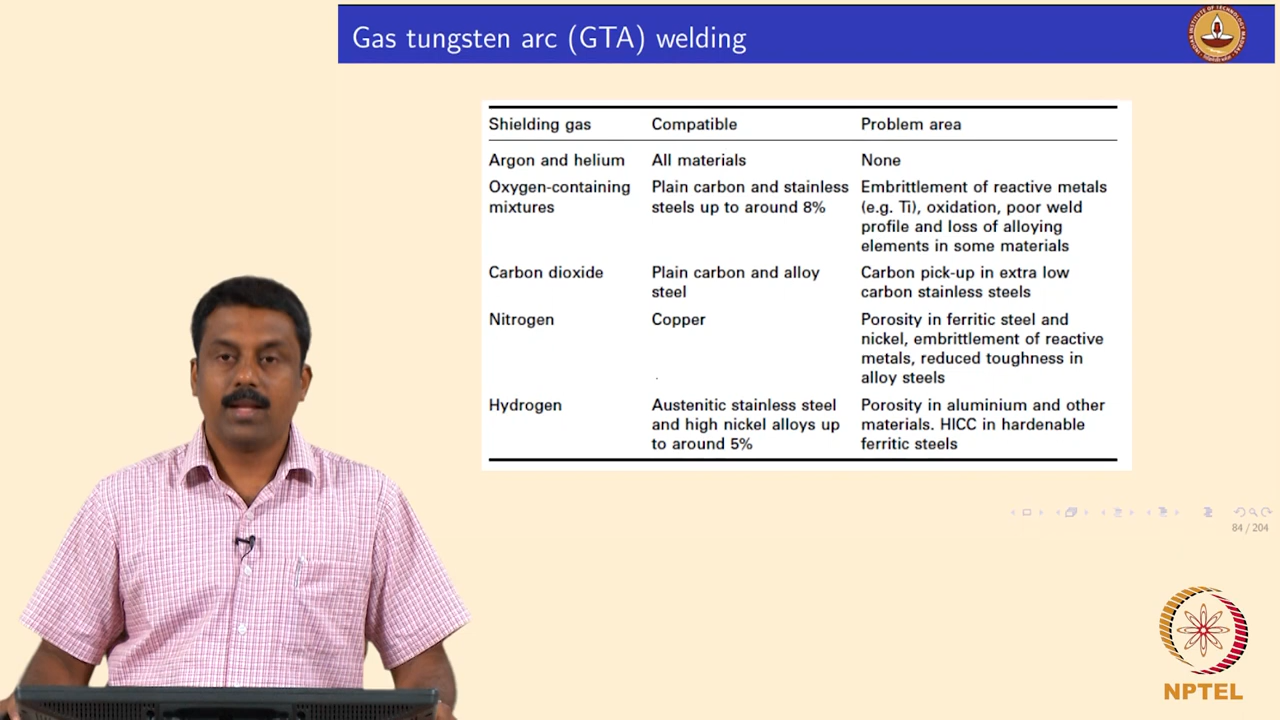 Gas tungsten arc (GTA) welding
Shielding gas Compatible Problem area
Argon and helium All materials None
Oxygen-containing Plain carbon and stainless Embrittlement of reactive metals
mixtures steels up to around 8% (e.g. Ti), oxidation, poor weld
profile and loss of alloying
elements in some materials
Carbon dioxide Plain carbon and alloy Carbon pick-up in extra low
steel carbon stainless steels
Nitrogen Copper Porosity in ferritic steel and
nickel, embrittlement of reactive
metals, reduced toughness in
alloy steels
Hydrogen Austenitic stainless steel Porosity in aluminium and other
and high nickel alloys up materials. HICC in hardenable
to around 5% ferritic steels
84 / 204
NPTEL